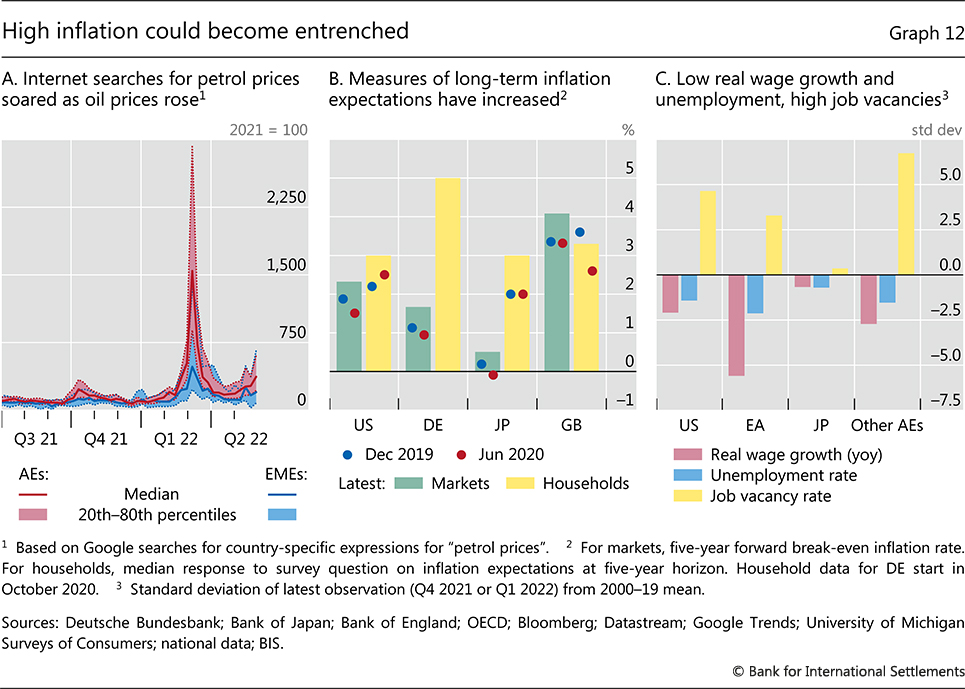 High inflation could become entrenched
Graph 12
A. Internet searches for petrol prices
soared as oil prices rose1
2021 = 100
2,250
1,500
750
0
Q3 21 Q4 21 Q1 22 Q2 22
AEs: EMEs:
Median
20th–80th percentiles
B. Measures of long-term inflation
expectations have increased2
%
5
4
3
2
1
0
–1
US DE JP GB
Dec 2019 Jun 2020
Latest: Markets Households
C. Low real wage growth and
unemployment, high job vacancies3
std dev
5.0
2.5
0.0
–2.5
–5.0
–7.5
US EA JP Other AEs
Real wage growth (yoy)
Unemployment rate
Job vacancy rate
1 Based on Google searches for country-specific expressions for “petrol prices”. 2 For markets, five-year forward break-even inflation rate.
For households, median response to survey question on inflation expectations at five-year horizon. Household data for DE start in
October 2020. 3 Standard deviation of latest observation (Q4 2021 or Q1 2022) from 2000–19 mean.
Sources: Deutsche Bundesbank; Bank of Japan; Bank of England; OECD; Bloomberg; Datastream; Google Trends; University of Michigan
Surveys of Consumers; national data; BIS.
© Bank for International Settlements